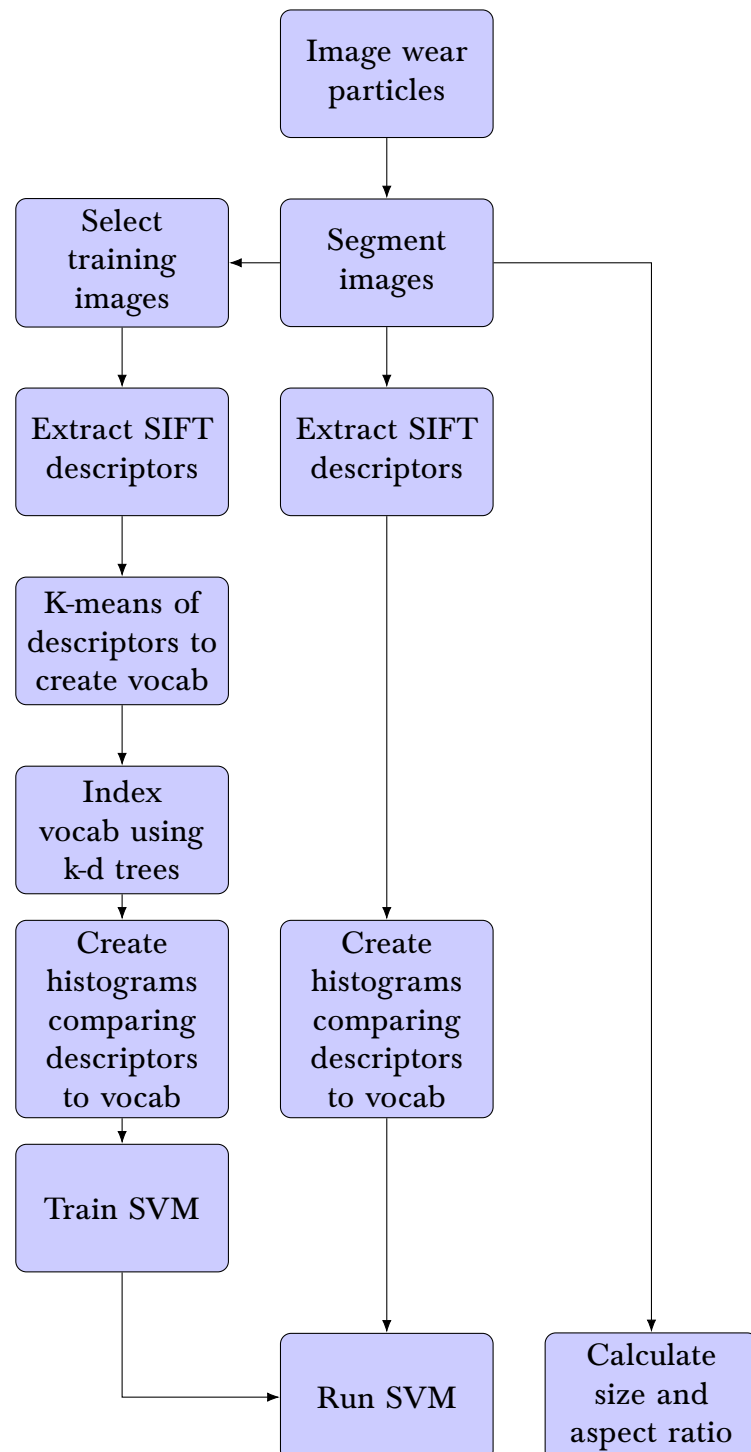 Image wear
particles
Select
training
images
Segment
images
Extract SIFT
descriptors
Extract SIFT
descriptors
K-means of
descriptors to
create vocab
Index
vocab using
k-d trees
Create
histograms
comparing
descriptors
to vocab
Create
histograms
comparing
descriptors
to vocab
Train SVM
Run SVM
Calculate
size and
aspect ratio